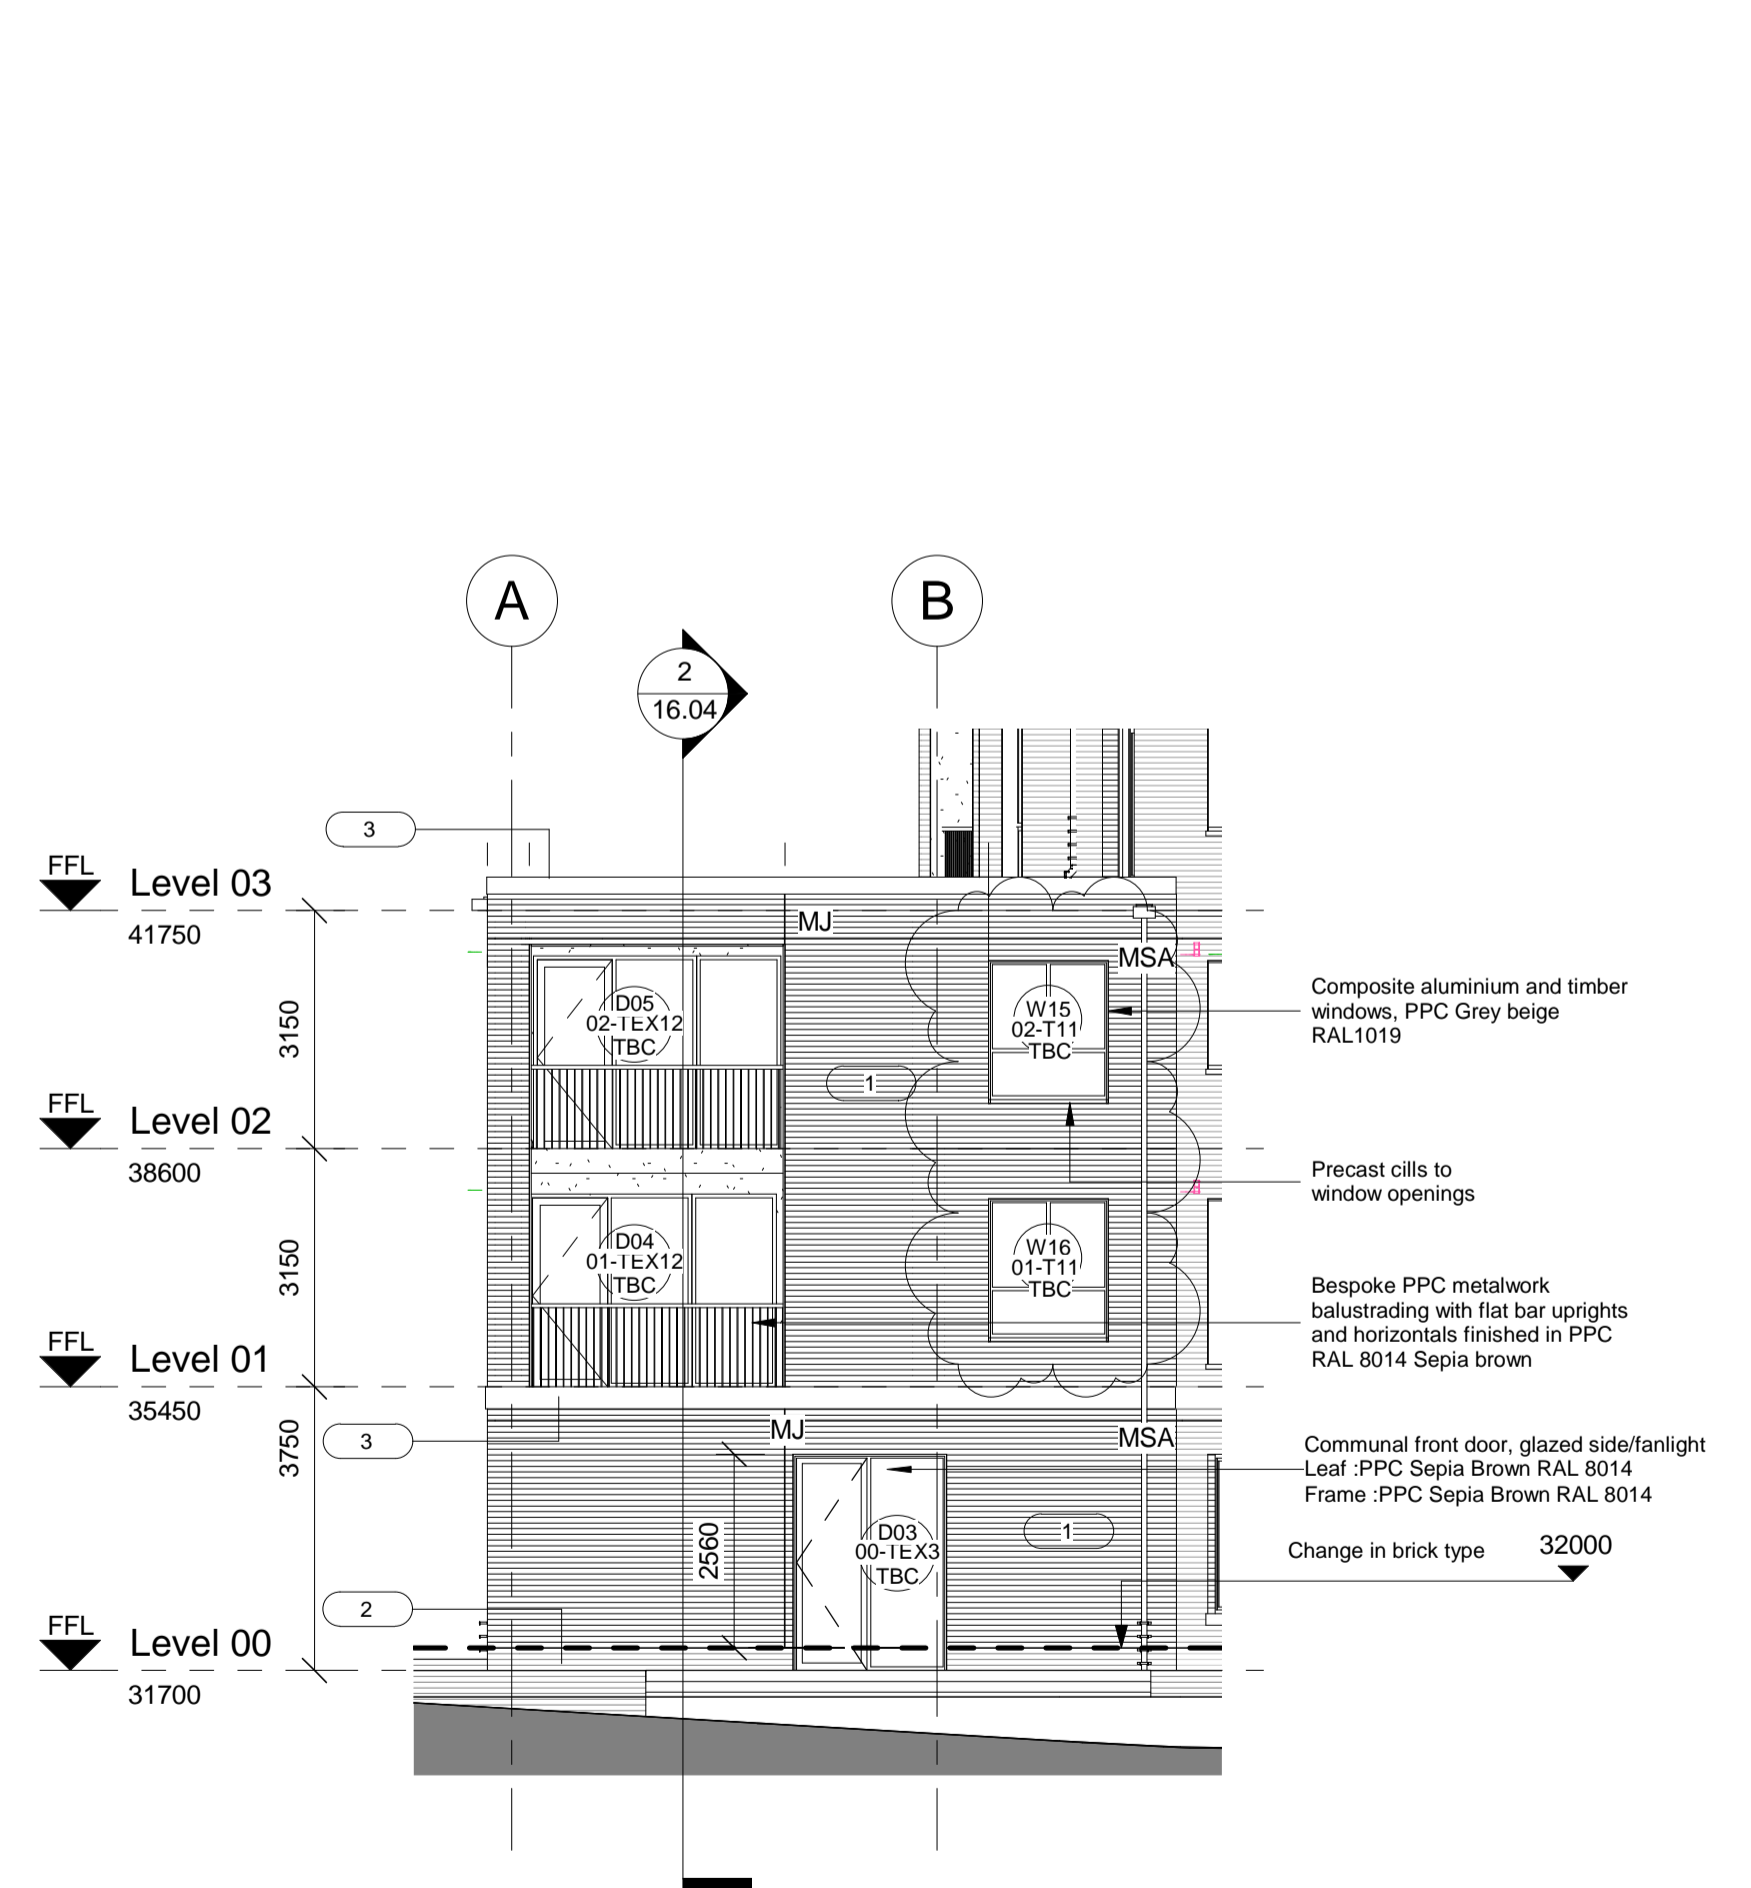 A
B
2
16.04
3
FFL
Level 03
41750
MJ
MSA
3150
D05
02-TEX12
TBC
W15
02-T11
TBC
Composite aluminium and timber
windows, PPC Grey beige
RAL1019
1
FFL
Level 02
38600
Precast cills to
window openings
3150
D04
01-TEX12
TBC
W16
01-T11
TBC
Bespoke PPC metalwork
balustrading with flat bar uprights
and horizontals finished in PPC
RAL 8014 Sepia brown
FFL
Level 01
35450
3
3750
MJ
MSA
Communal front door, glazed side/fanlight
Leaf :PPC Sepia Brown RAL 8014
Frame :PPC Sepia Brown RAL 8014
2560
D03
00-TEX3
TBC
1
Change in brick type
32000
2
FFL
Level 00
31700